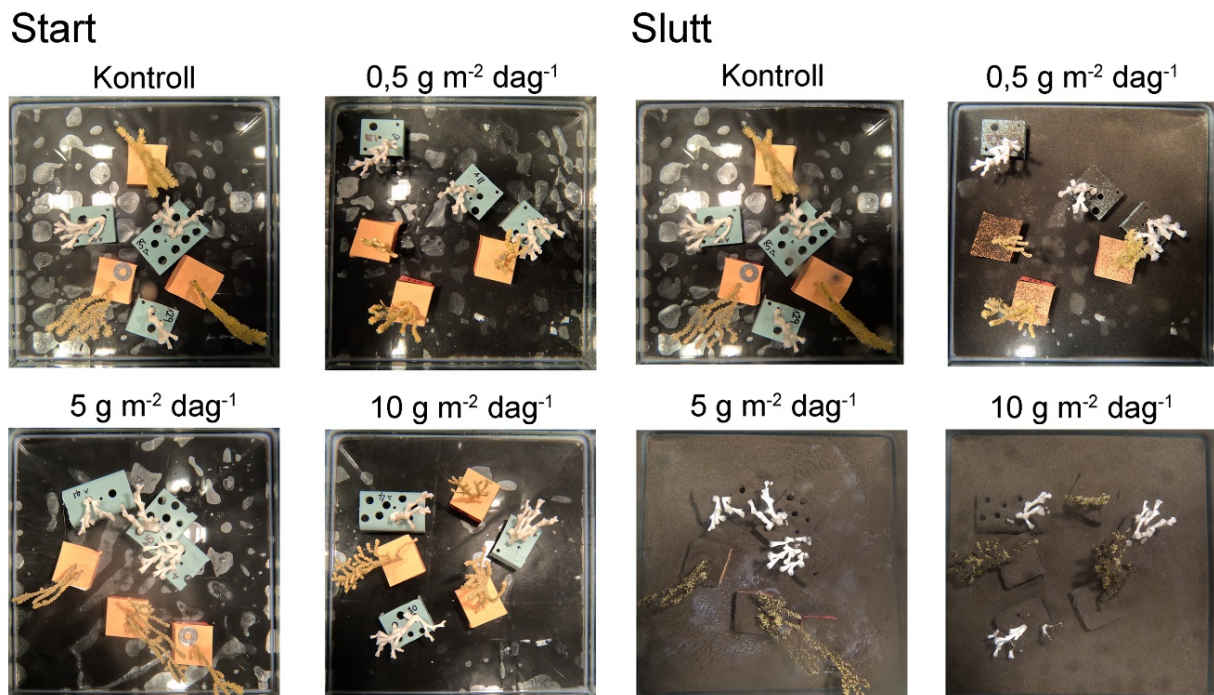 Start
Slutt
Kontroll
0,5 g m⁻² dag⁻¹
Kontroll
0,5 g m⁻² dag⁻¹
5 g m⁻² dag⁻¹
10 g m⁻² dag⁻¹
5 g m⁻² dag⁻¹
10 g m⁻² dag⁻¹